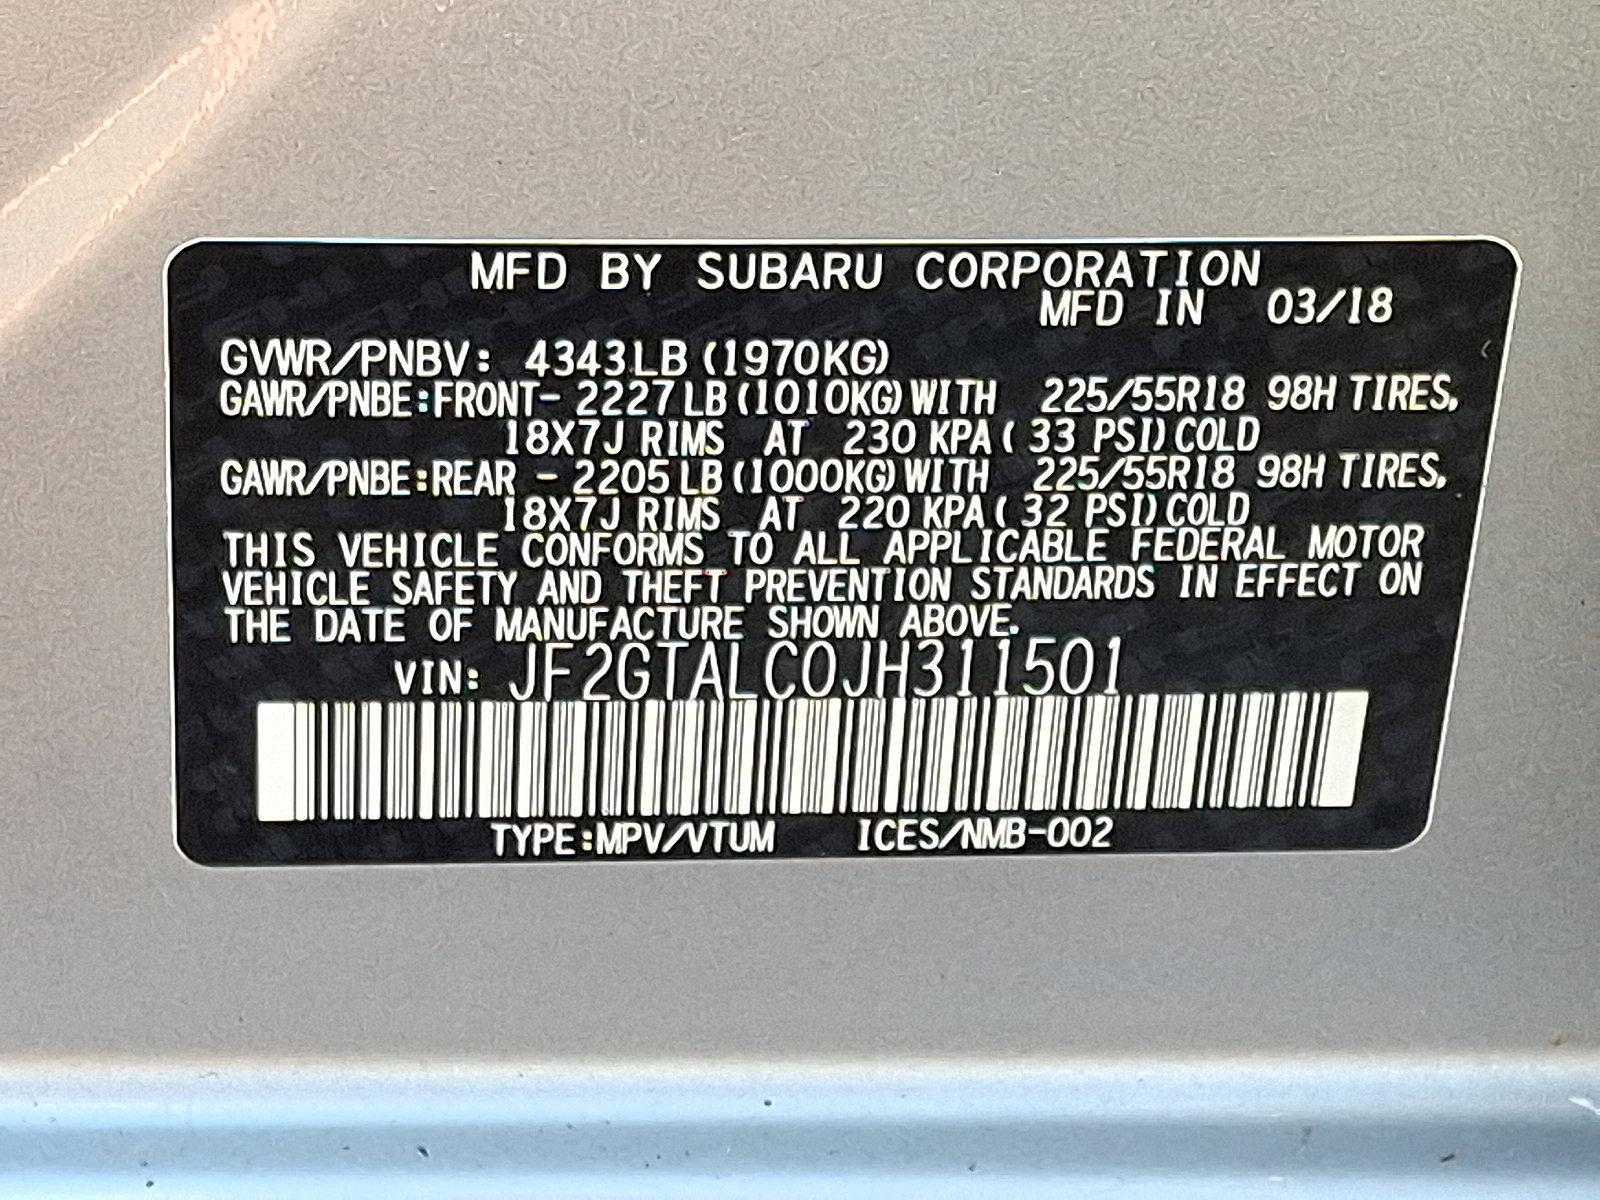 MFD BY SUBARU CORPORATION
MFD IN 03/18
GVWR/PNBV: 4343LB (1970KG)
GAWR/PNBE:FRONT- 2227 LB (1010KG) WITH 225/55R18 98H TIRES,
18X7J RIMS AT 230 KPA ( 33 PSI) COLD
GAWR/PNBE:REAR - 2205 LB (1000KG) WITH 225/55R18 98H TIRES,
18X7J RIMS AT 220 KPA ( 32 PSI) COLD
THIS VEHICLE CONFORMS TO ALL APPLICABLE FEDERAL MOTOR
VEHICLE SAFETY AND THEFT PREVENTION STANDARDS IN EFFECT ON
THE DATE OF MANUFACTURE SHOWN ABOVE.
VIN: JF2GTALC0JH311501
TYPE:MPV/VTUM ICES/NMB-002